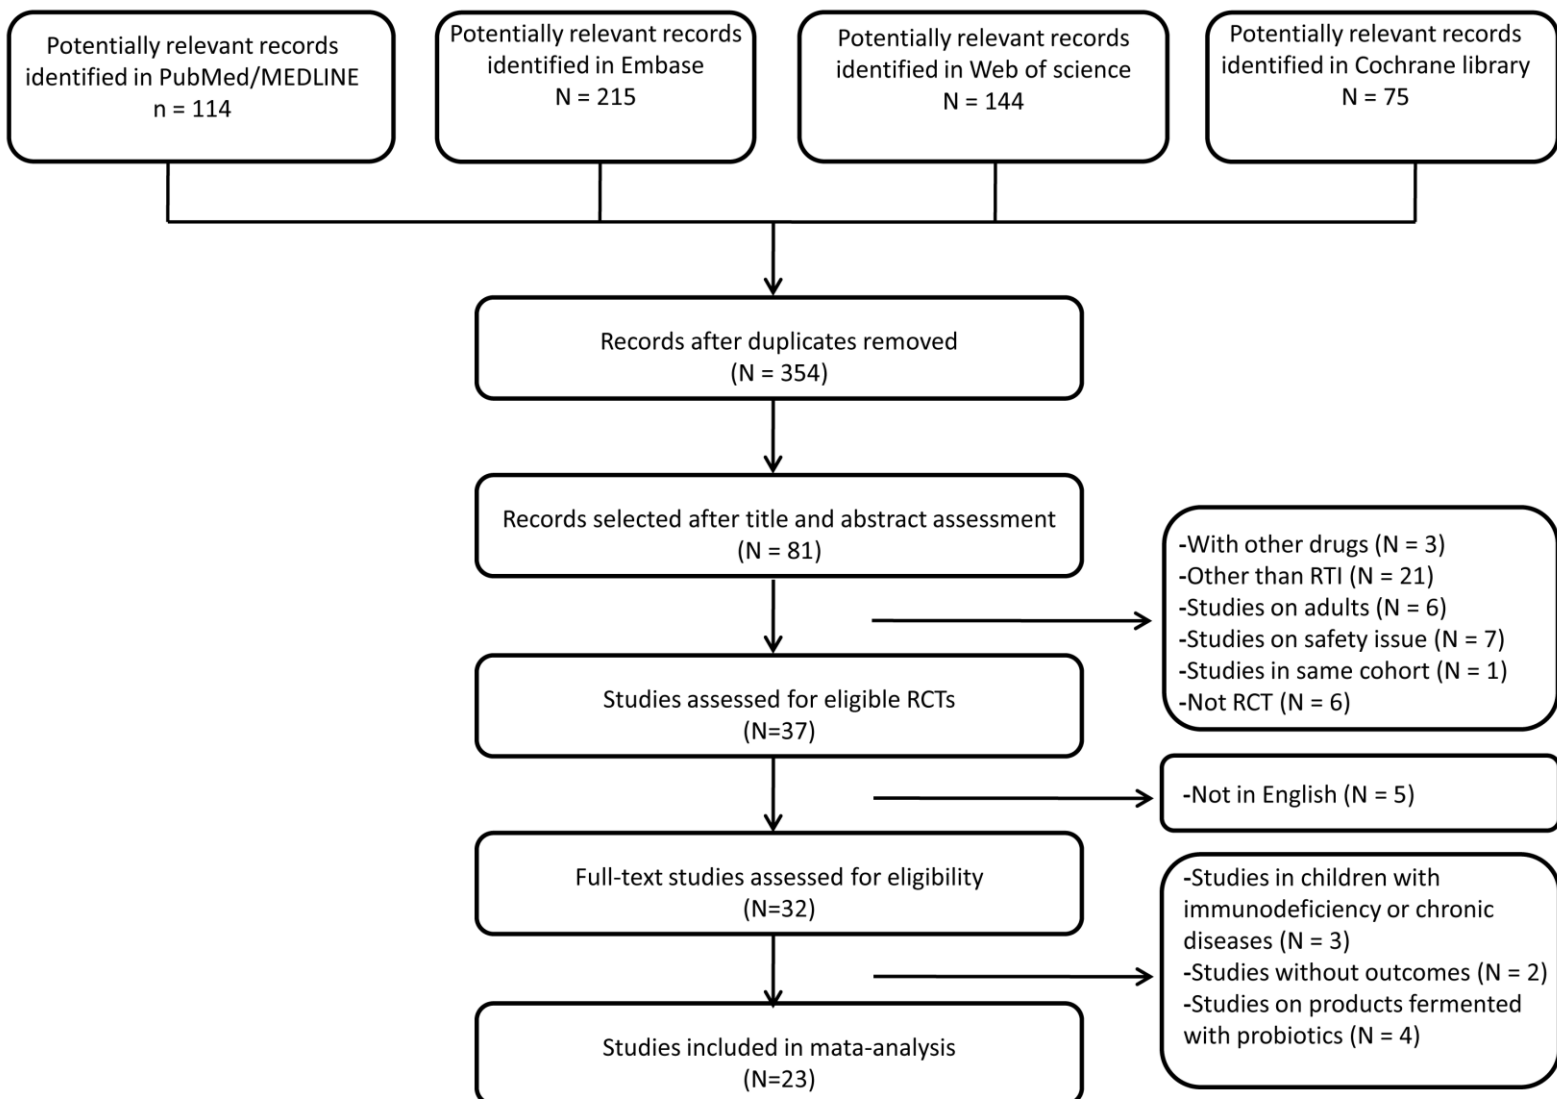 Potentially relevant records
identified in PubMed/MEDLINE
n = 114
Potentially relevant records
identified in Embase
N = 215
Potentially relevant records
identified in Web of science
N = 144
Potentially relevant records
identified in Cochrane library
N = 75
Records after duplicates removed
(N = 354)
Records selected after title and abstract assessment
(N = 81)
-With other drugs (N = 3)
-Other than RTI (N = 21)
-Studies on adults (N = 6)
-Studies on safety issue (N = 7)
-Studies in same cohort (N = 1)
-Not RCT (N = 6)
Studies assessed for eligible RCTs
(N=37)
-Not in English (N = 5)
Full-text studies assessed for eligibility
(N=32)
-Studies in children with
immunodeficiency or chronic
diseases (N = 3)
-Studies without outcomes (N = 2)
-Studies on products fermented
with probiotics (N = 4)
Studies included in mata-analysis
(N=23)